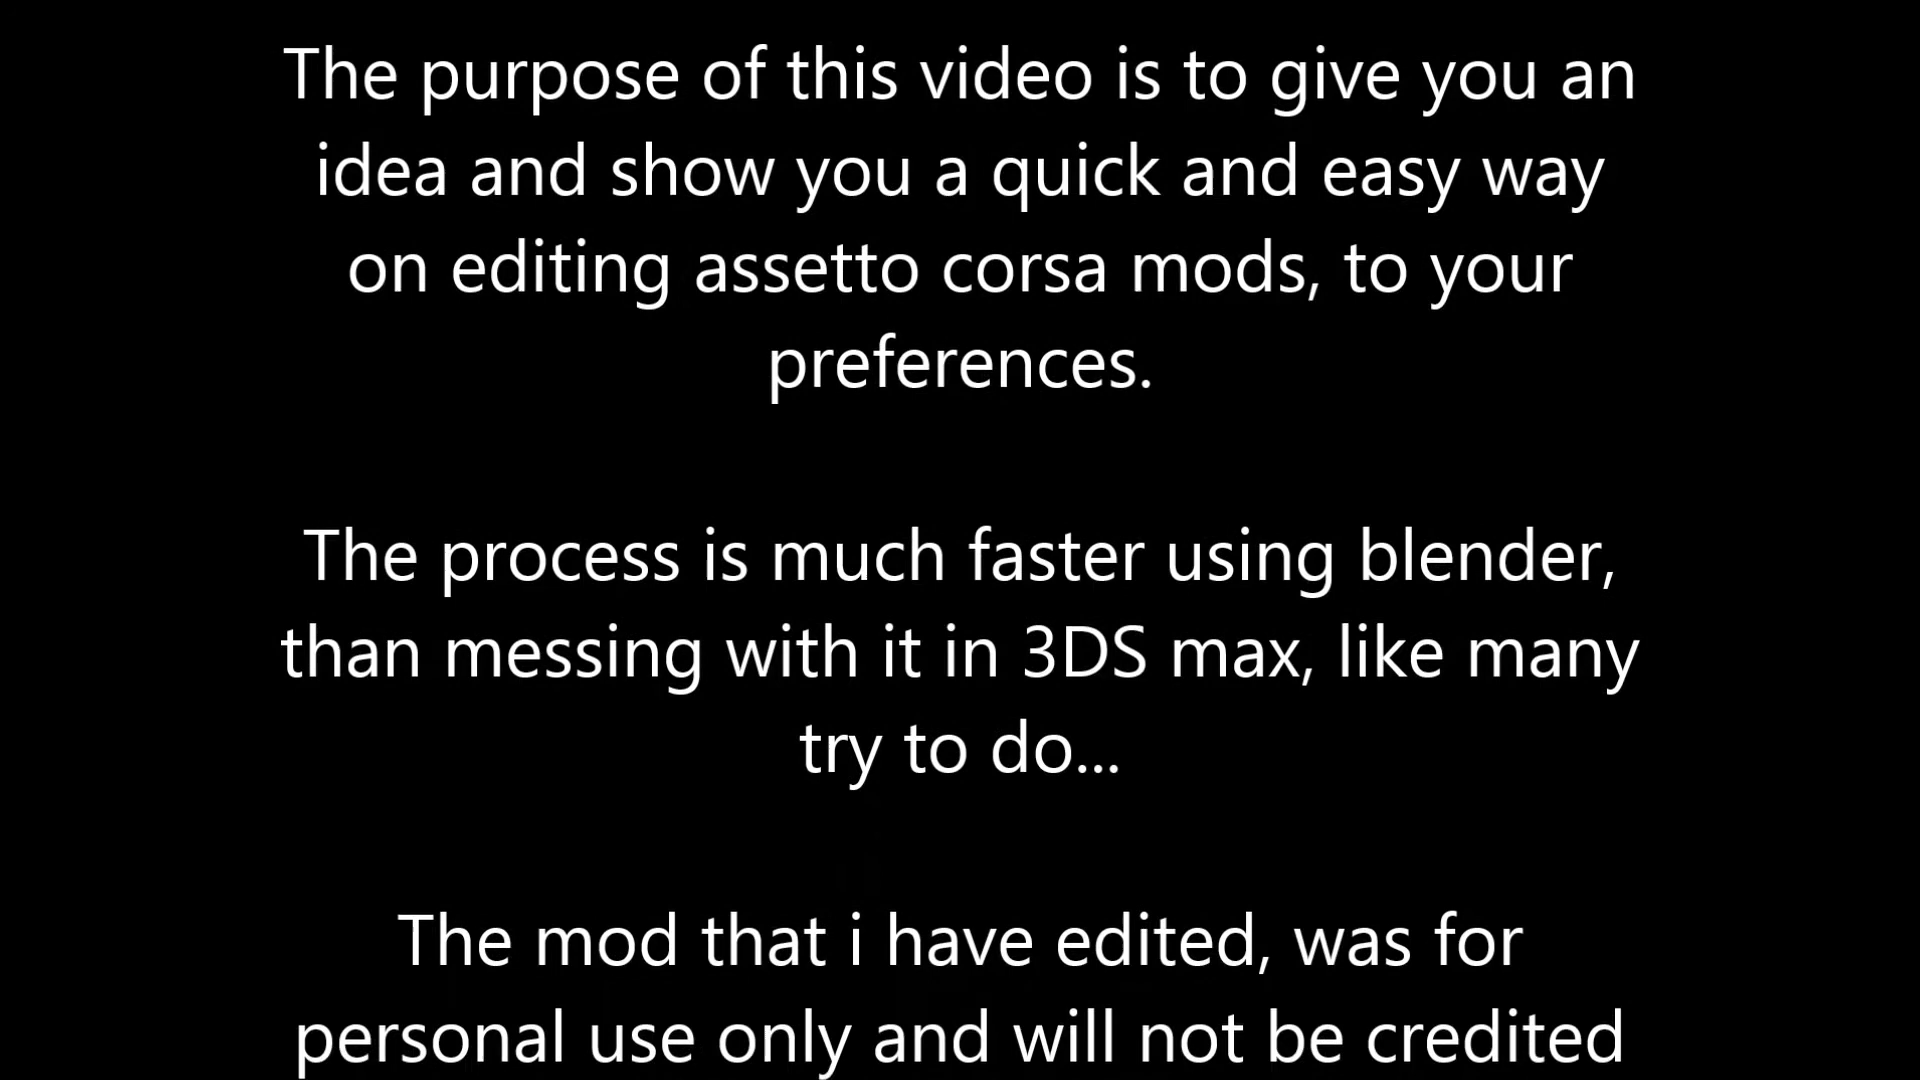 The purpose of this video is to give you an
idea and show you a quick and easy way
on editing assetto corsa mods, to your
preferences.
The process is much faster using blender,
than messing with it in 3DS max, like many
try to do...
The mod that i have edited, was for
personal use only and will not be credited